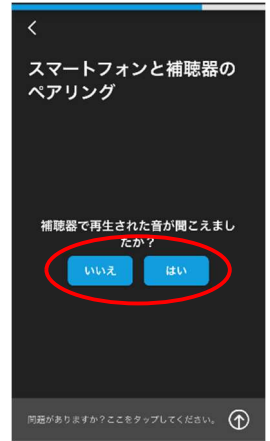 スマートフォンと補聴器の
ペアリング
補聴器で再生された音が聞こえまし
たか？
いいえ はい
問題がありますか？ここをタップしてください。